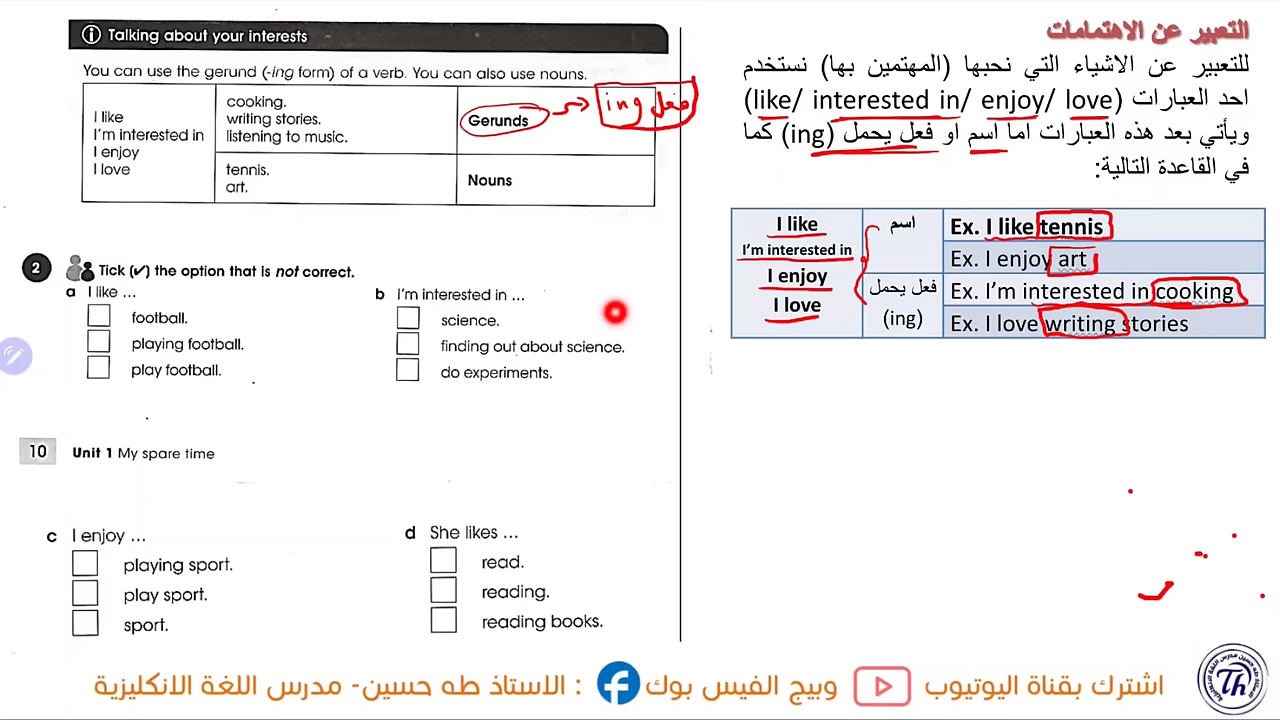 Talking about your interests
You can use the gerund (-ing form) of a verb. You can also use nouns.
I like
I'm interested in
I enjoy
I love
cooking.
writing stories.
listening to music.
Gerunds
فعل ing
tennis.
art.
Nouns
2 Tick (✓) the option that is not correct.
a I like ...
football.
playing football.
play football.
b I'm interested in ...
science.
finding out about science.
do experiments.
10 Unit 1 My spare time
c I enjoy ...
playing sport.
play sport.
sport.
d She likes ...
read.
reading.
reading books.
التعبير عن الاهتمامات
للتعبير عن الاشياء التي نحبها (المهتمين بها) نستخدم
احد العبارات (like/ interested in/ enjoy/ love)
ويأتي بعد هذه العبارات اما اسم او فعل يحمل (ing) كما
في القاعدة التالية:
I like
I'm interested in
I enjoy
I love
اسم
Ex. I like tennis
Ex. I enjoy art
فعل يحمل
(ing)
Ex. I'm interested in cooking
Ex. I love writing stories
اشترك بقناة اليوتيوب وبيج الفيس بوك : الاستاذ طه حسين- مدرس اللغة الانكليزية
Th